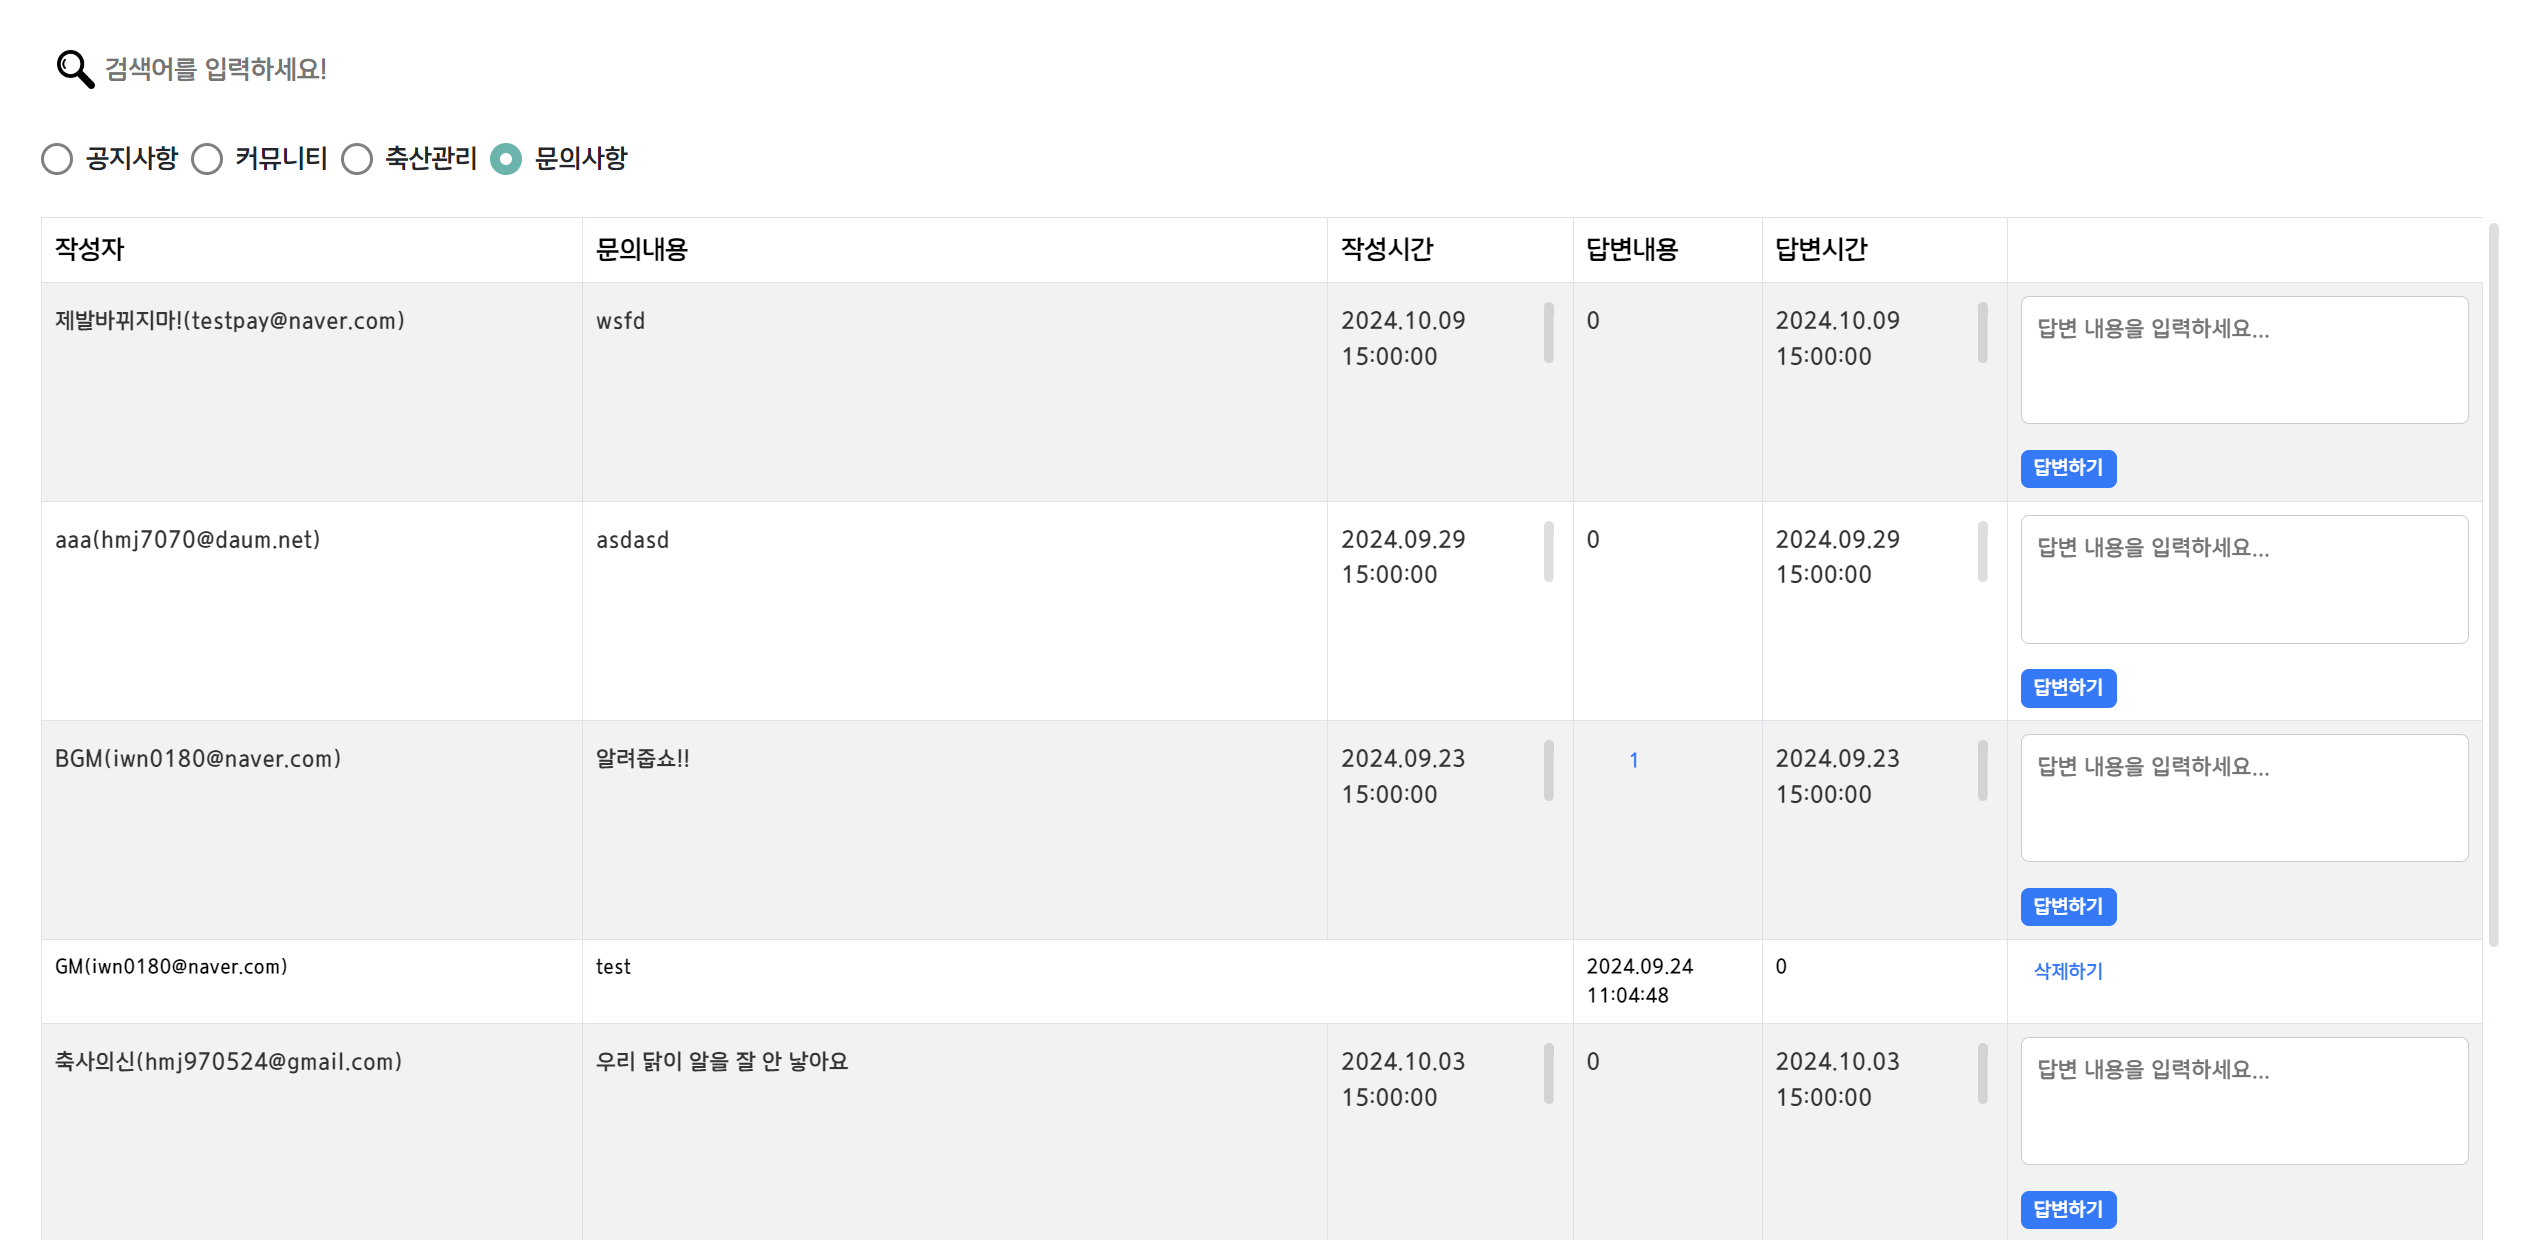 검색어를 입력하세요!
공지사항 커뮤니티 축산관리 문의사항
작성자 문의내용 작성시간 답변내용 답변시간
제발바뀌지마!(testpay@naver.com) wsfd 2024.10.09 0 2024.10.09 답변 내용을 입력하세요...
15:00:00 15:00:00
답변하기
aaa(hmj7070@daum.net) asdasd 2024.09.29 0 2024.09.29 답변 내용을 입력하세요...
15:00:00 15:00:00
답변하기
BGM(iwn0180@naver.com) 알려줍쇼!! 2024.09.23 1 2024.09.23 답변 내용을 입력하세요...
15:00:00 15:00:00
답변하기
GM(iwn0180@naver.com) test 2024.09.24 0 삭제하기
11:04:48
축사의신(hmj970524@gmail.com) 우리 닭이 알을 잘 안 낳아요 2024.10.03 0 2024.10.03 답변 내용을 입력하세요...
15:00:00 15:00:00
답변하기